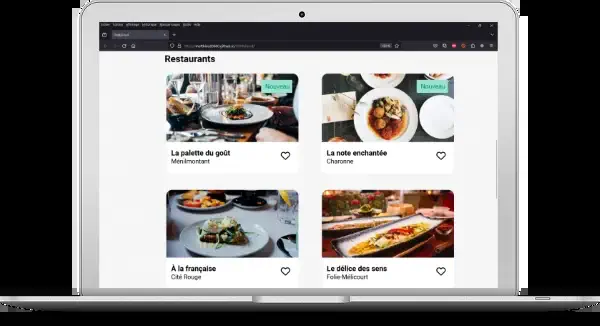 Restaurants
Nouveau
Nouveau
La palette du goût
Ménilmontant
La note enchantée
Charonne
À la française
Cité Rouge
Le délice des sens
Folie-Méricourt